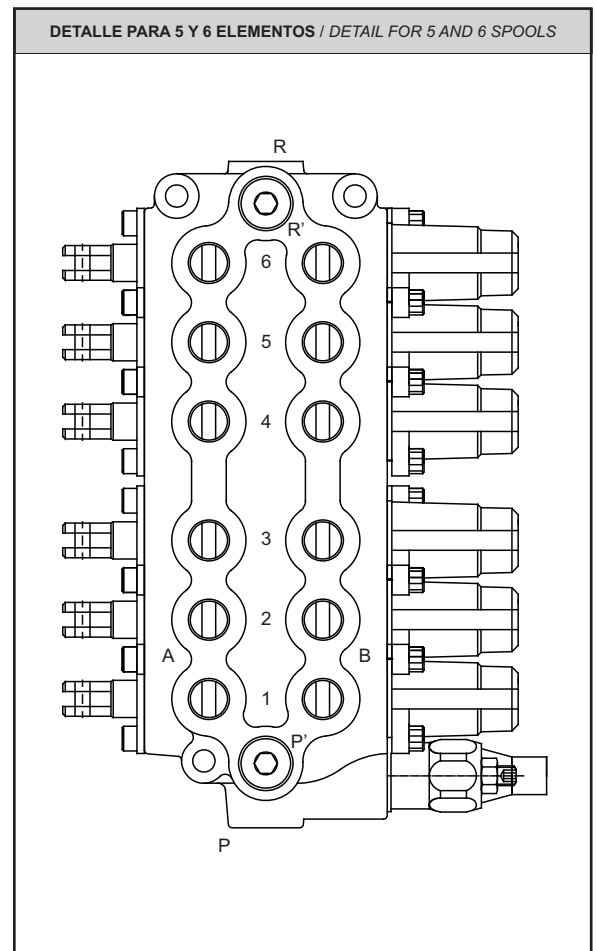 DETALLE PARA 5 Y 6 ELEMENTOS / DETAIL FOR 5 AND 6 SPOOLS
R
R'
6
5
4
3
2
A
B
1
P'
P